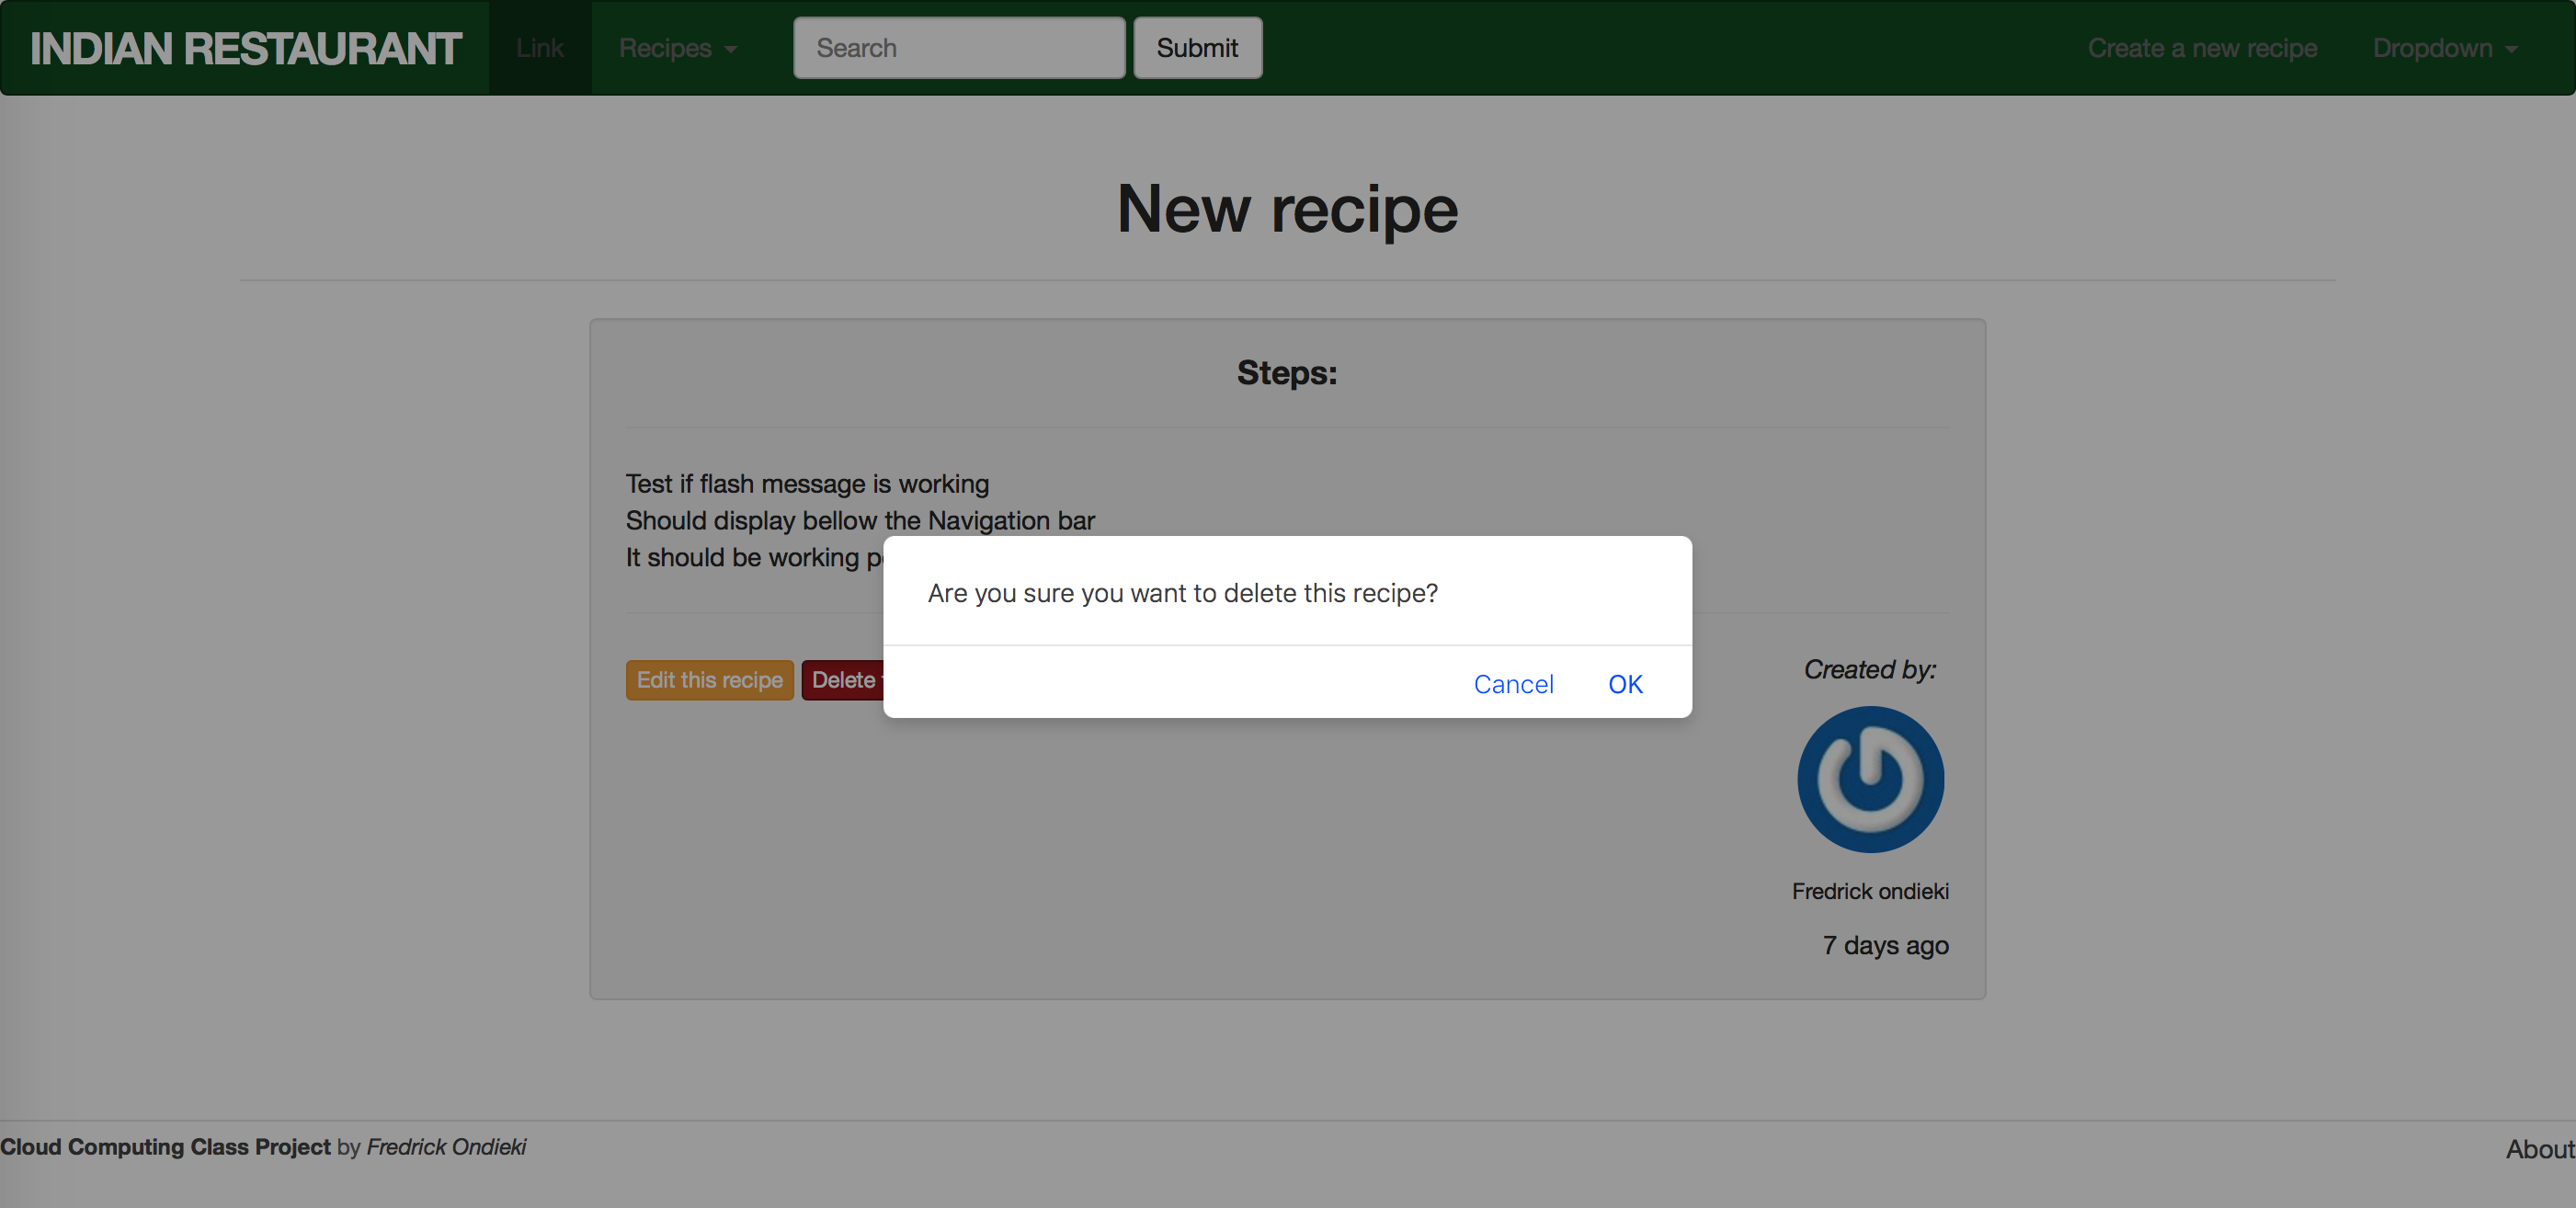 INDIAN RESTAURANT Link Recipes Search Submit Create a new recipe Dropdown
New recipe
Steps:
Test if flash message is working
Should display bellow the Navigation bar
It should be working
Are you sure you want to delete this recipe?
Cancel OK
Edit this recipe Delete
Created by:
Fredrick ondieki
7 days ago
Cloud Computing Class Project by Fredrick Ondieki About